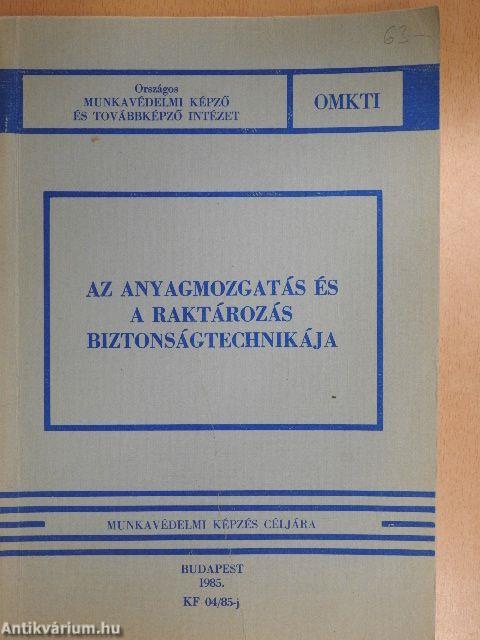 63-
Országos
MUNKAVÉDELMI KÉPZŐ
ÉS TOVÁBBKÉPZŐ INTÉZET
OMKTI
AZ ANYAGMOZGATÁS ÉS
A RAKTÁROZÁS
BIZTONSÁGTECHNIKÁJA
MUNKAVÉDELMI KÉPZÉS CÉLJÁRA
BUDAPEST
1985.
KF 04/85-j
Antikvárium.hu